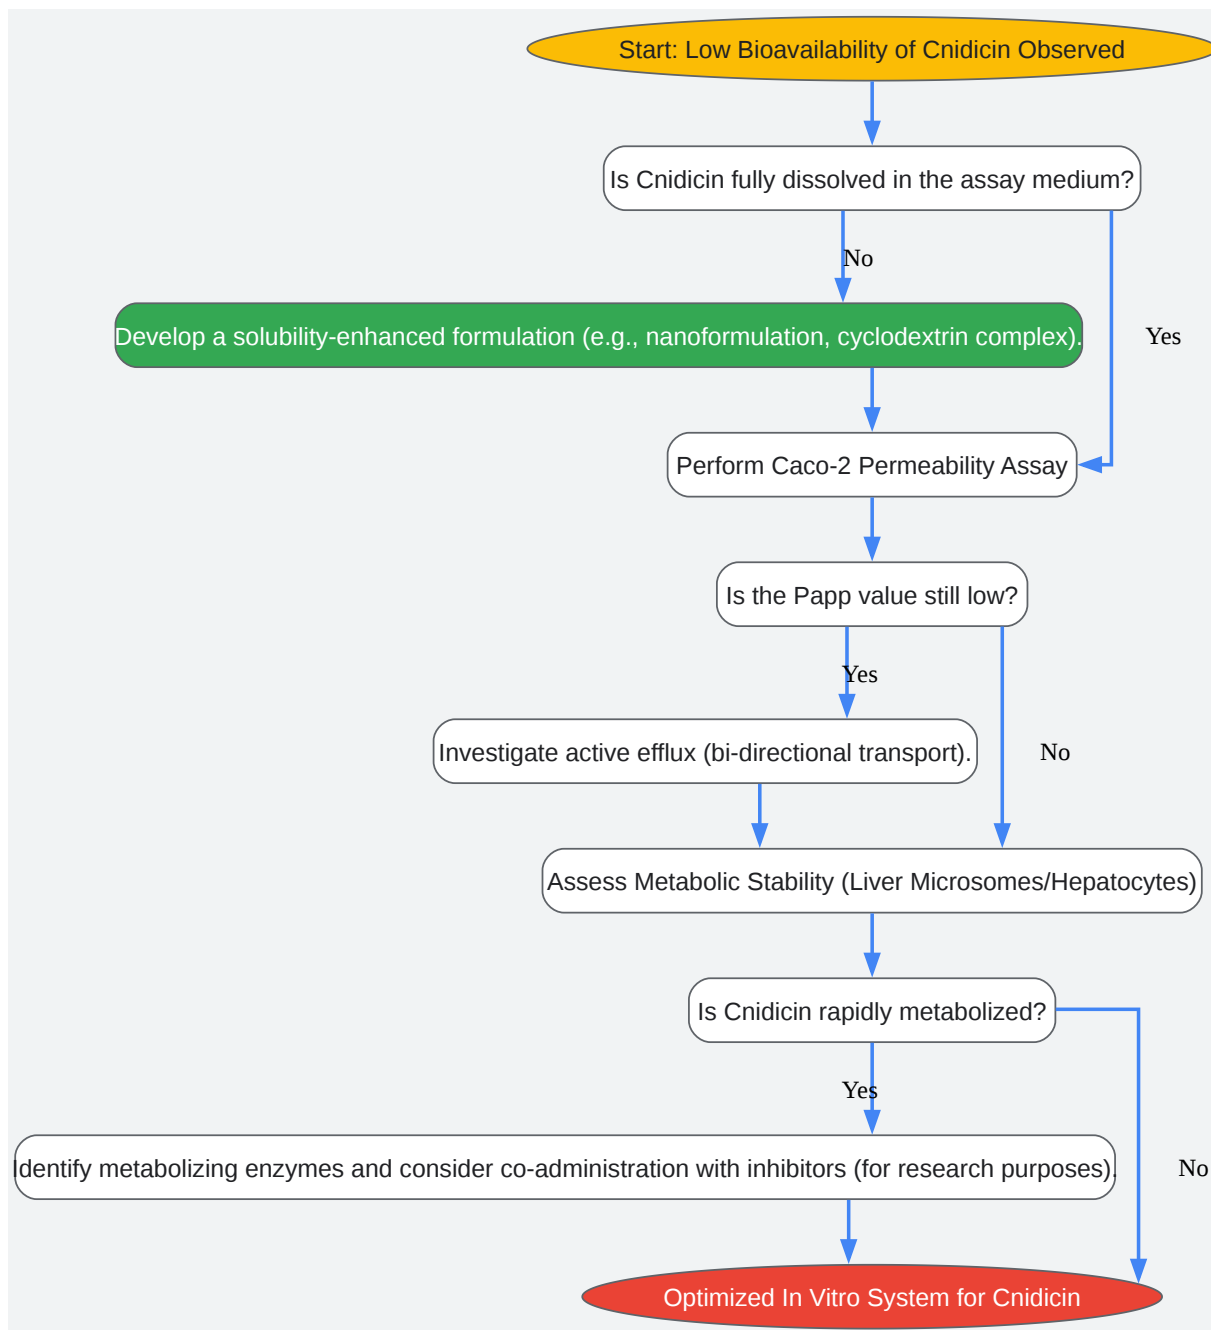 Start: Low Bioavailability of Cnidicin Observed
Is Cnidicin fully dissolved in the assay medium?
No
Develop a solubility-enhanced formulation (e.g., nanoformulation, cyclodextrin complex).
Yes
Perform Caco-2 Permeability Assay
Is the Papp value still low?
Yes
Investigate active efflux (bi-directional transport).
No
Assess Metabolic Stability (Liver Microsomes/Hepatocytes)
Is Cnidicin rapidly metabolized?
Yes
Identify metabolizing enzymes and consider co-administration with inhibitors (for research purposes).
No
Optimized In Vitro System for Cnidicin